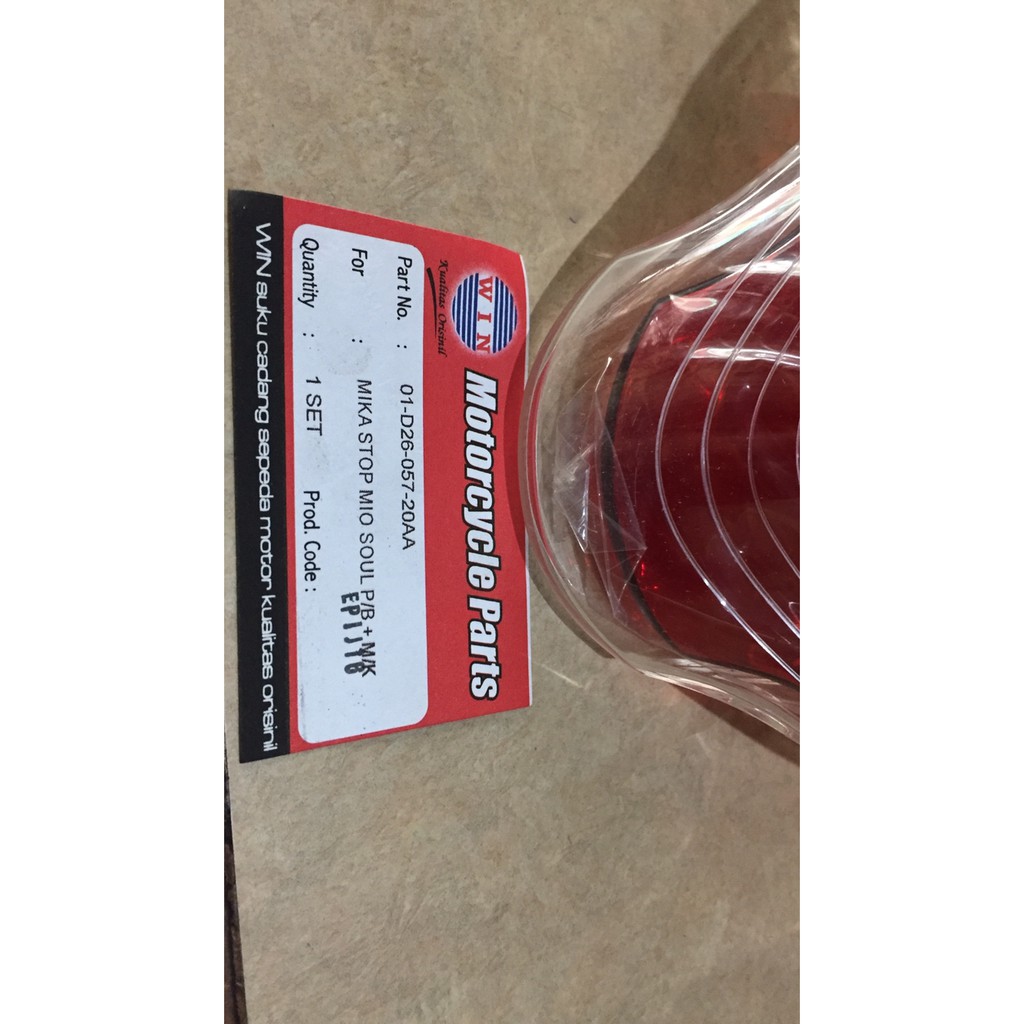 WIN
Kualitas Orisinil
Motorcycle Parts
Part No. : 01-D26-057-20AA
For : MIKA STOP MIO SOUL P/B + M/K
Quantity : 1 SET Prod. Code :
EP1JY8
WIN suku cadang sepeda motor kualitas orisinil